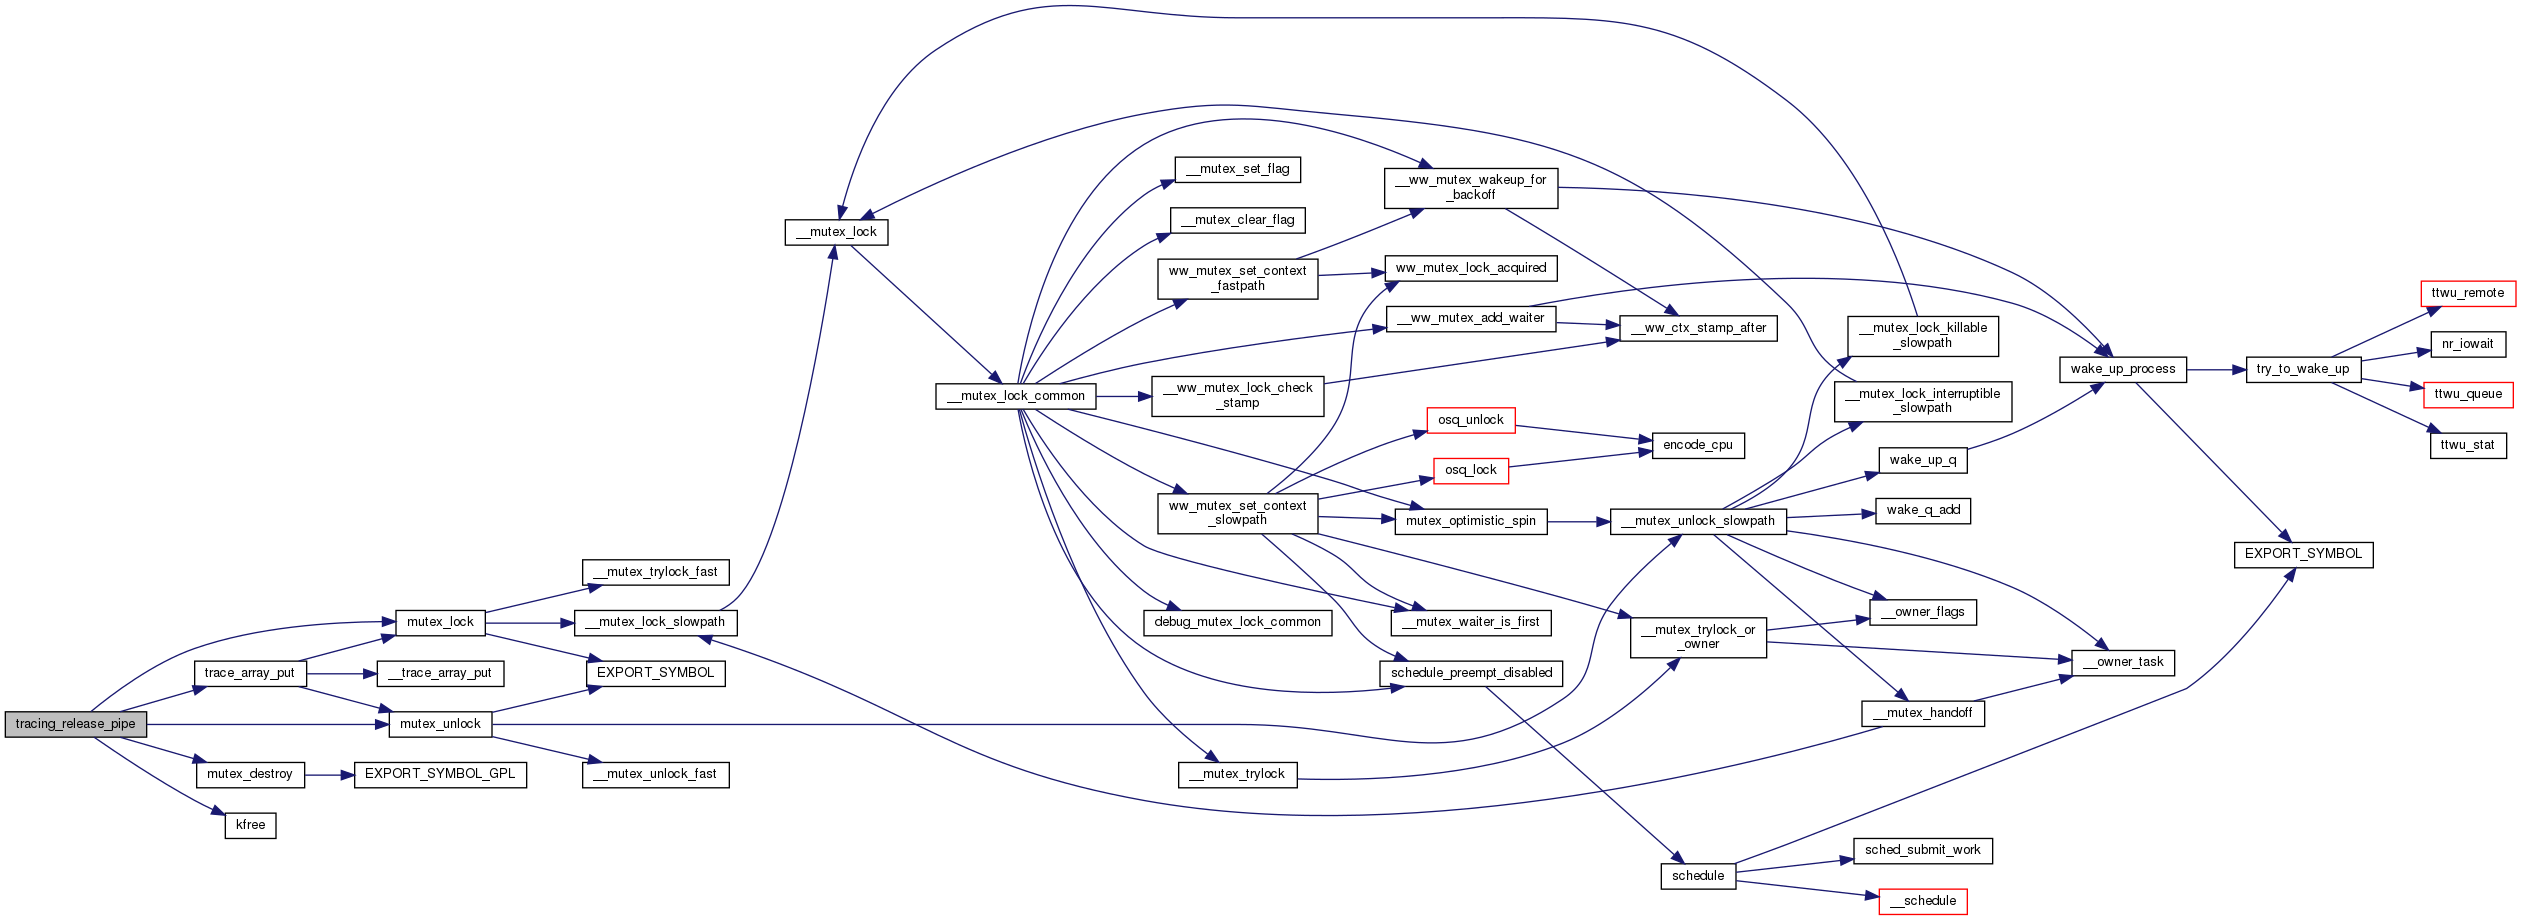 tracing_release_pipe
trace_array_put
mutex_destroy
kfree
mutex_lock
__trace_array_put
mutex_unlock
EXPORT_SYMBOL_GPL
__mutex_trylock_fast
__mutex_lock_slowpath
EXPORT_SYMBOL
__mutex_unlock_fast
__mutex_lock
__mutex_lock_common
__mutex_set_flag
__mutex_clear_flag
ww_mutex_set_context
_fastpath
__ww_mutex_lock_check
_stamp
ww_mutex_set_context
_slowpath
debug_mutex_lock_common
__mutex_trylock
__ww_mutex_wakeup_for
_backoff
ww_mutex_lock_acquired
__ww_mutex_add_waiter
osq_unlock
osq_lock
mutex_optimistic_spin
__mutex_waiter_is_first
schedule_preempt_disabled
__ww_ctx_stamp_after
encode_cpu
__mutex_unlock_slowpath
__mutex_trylock_or
_owner
schedule
__mutex_lock_killable
_slowpath
__mutex_lock_interruptible
_slowpath
wake_up_q
wake_q_add
__owner_flags
__mutex_handoff
sched_submit_work
__schedule
wake_up_process
__owner_task
try_to_wake_up
EXPORT_SYMBOL
ttwu_remote
nr_iowait
ttwu_queue
ttwu_stat